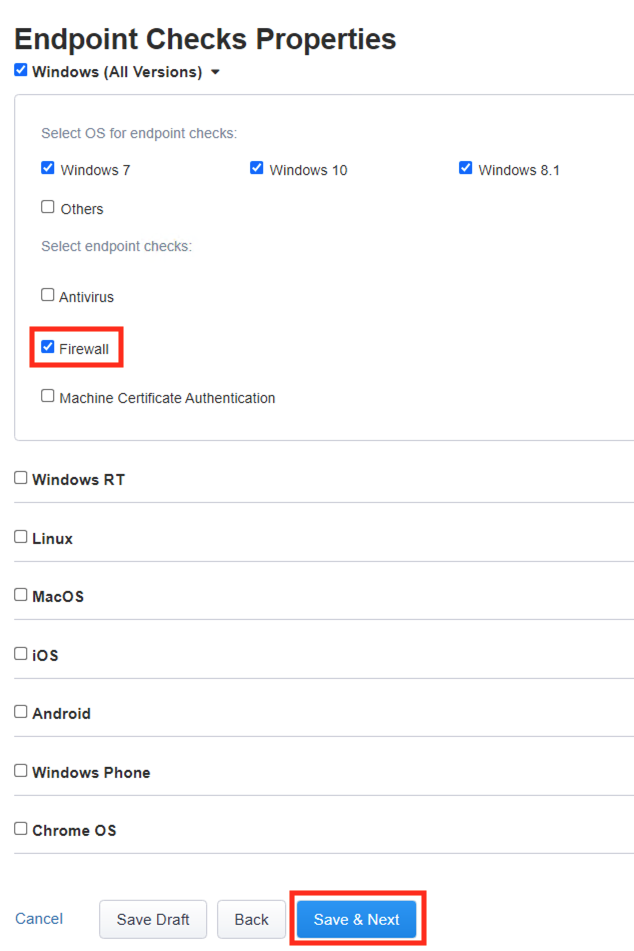 Endpoint Checks Properties
Windows (All Versions)
Select OS for endpoint checks:
Windows 7 Windows 10 Windows 8.1
Others
Select endpoint checks:
Antivirus
Firewall
Machine Certificate Authentication
Windows RT
Linux
MacOS
iOS
Android
Windows Phone
Chrome OS
Cancel Save Draft Back Save & Next